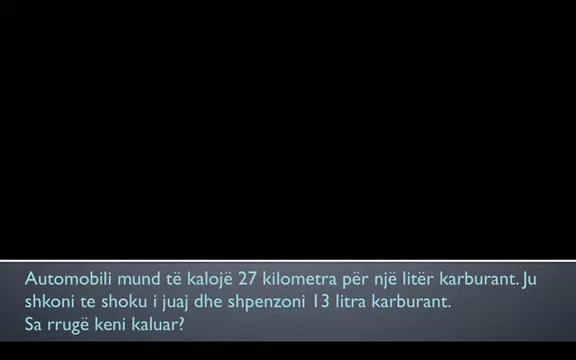 Automobili mund të kalojë 27 kilometra për një litër karburant. Ju
shkoni te shoku i juaj dhe shpenzoni 13 litra karburant.
Sa rrugë keni kaluar?